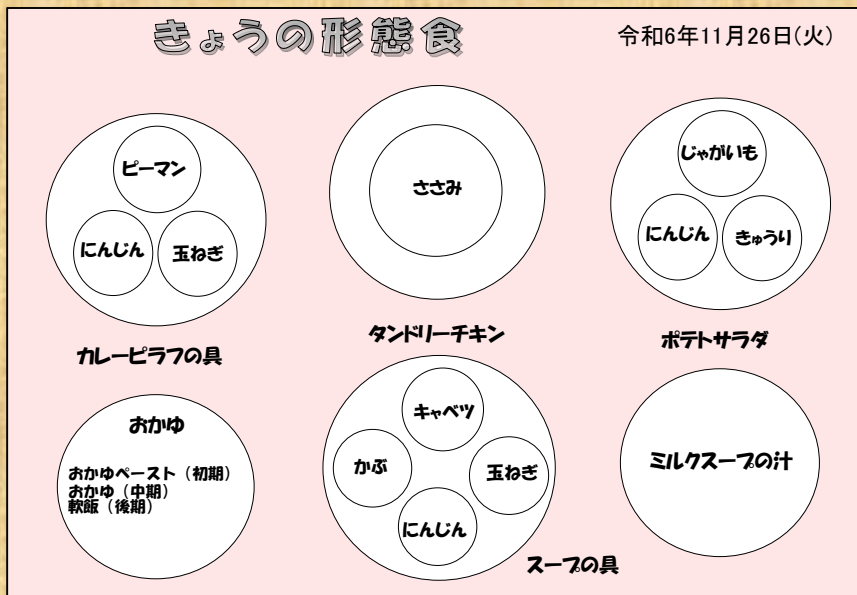 きょうの形態食
令和6年11月26日(火)
ピーマン
にんじん
玉ねぎ
カレーピラフの具
ささみ
タンドリーチキン
じゃがいも
にんじん
きゅうり
ポテトサラダ
おかゆ
おかゆペースト（初期）
おかゆ（中期）
軟飯（後期）
キャベツ
かぶ
玉ねぎ
にんじん
スープの具
ミルクスープの汁